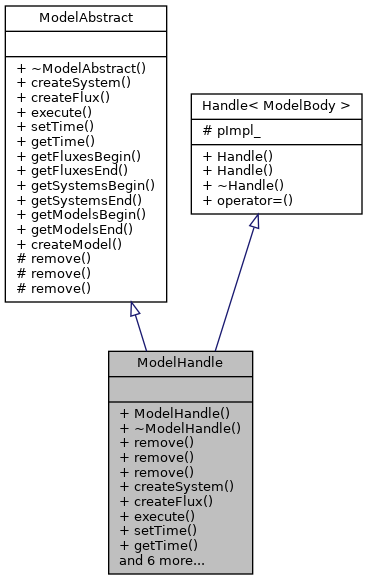 ModelAbstract
+ ~ModelAbstract()
+ createSystem()
+ createFlux()
+ execute()
+ setTime()
+ getTime()
+ getFluxesBegin()
+ getFluxesEnd()
+ getSystemsBegin()
+ getSystemsEnd()
+ getModelsBegin()
+ getModelsEnd()
+ createModel()
# remove()
# remove()
# remove()
Handle< ModelBody >
# pImpl_
+ Handle()
+ Handle()
+ ~Handle()
+ operator=()
ModelHandle
+ ModelHandle()
+ ~ModelHandle()
+ remove()
+ remove()
+ remove()
+ createSystem()
+ createFlux()
+ execute()
+ setTime()
+ getTime()
and 6 more...